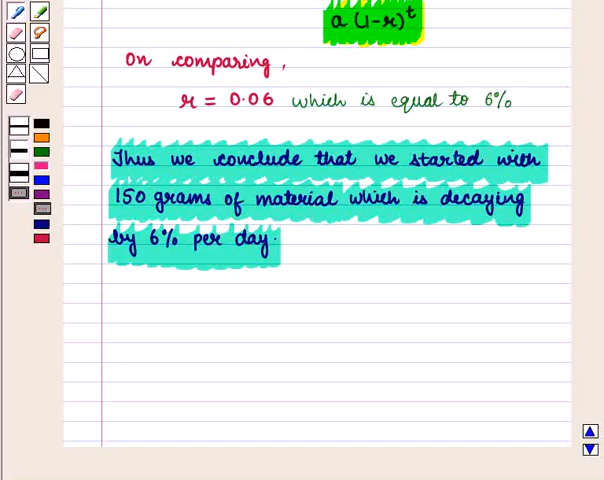 a (1-r)^t
On comparing,
r = 0.06 which is equal to 6%
Thus we conclude that we started with
150 grams of material which is decaying
by 6% per day.